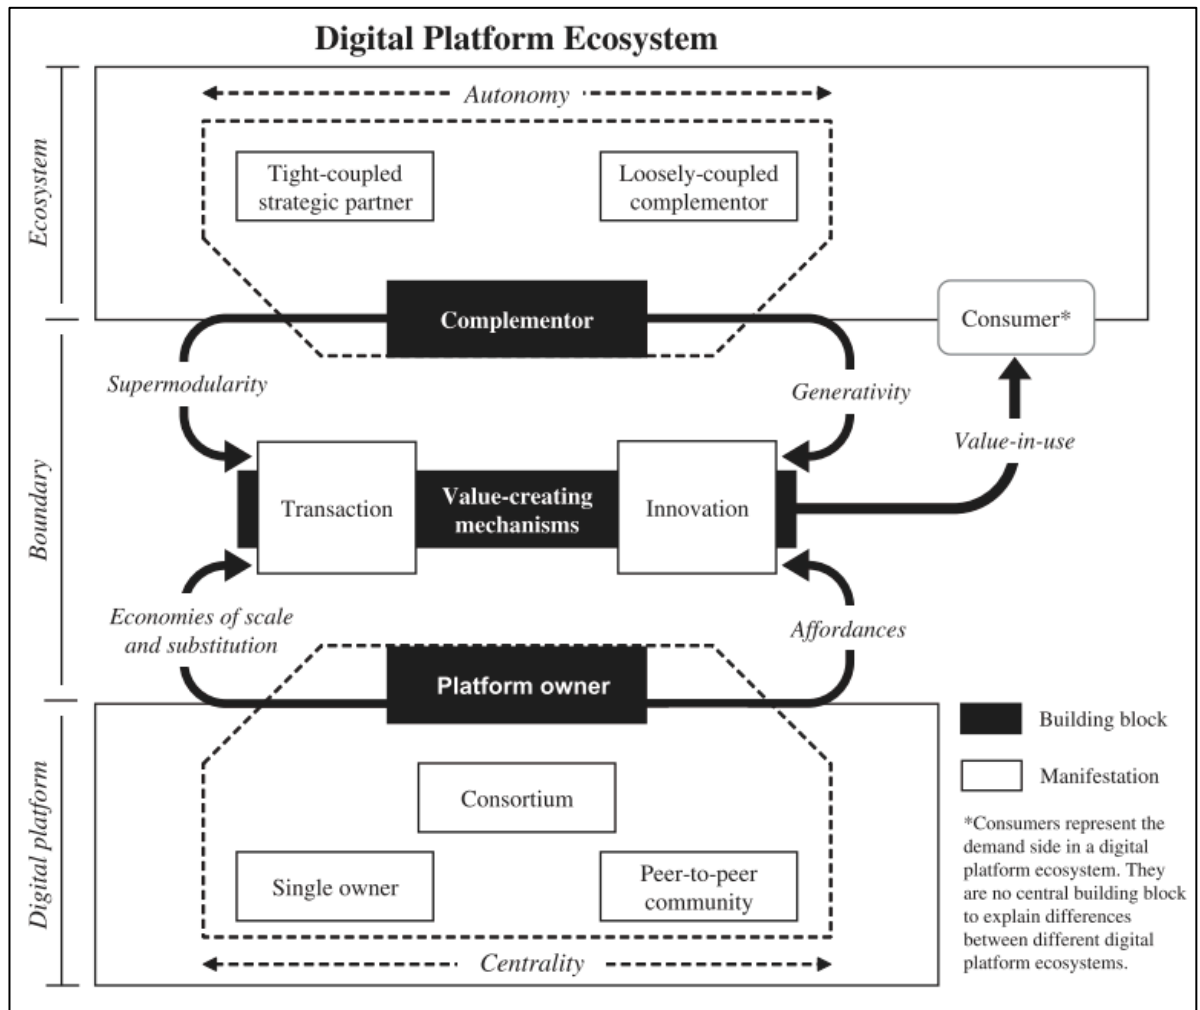 Digital Platform Ecosystem
Ecosystem
Autonomy
Tight-coupled
strategic partner
Loosely-coupled
complementor
Complementor
Consumer*
Boundary
Supermodularity
Generativity
Value-in-use
Transaction
Value-creating
mechanisms
Innovation
Economies of scale
and substitution
Affordances
Platform owner
Digital platform
Consortium
Single owner
Peer-to-peer
community
Centrality
Building block
Manifestation
*Consumers represent the
demand side in a digital
platform ecosystem. They
are no central building block
to explain differences
between different digital
platform ecosystems.